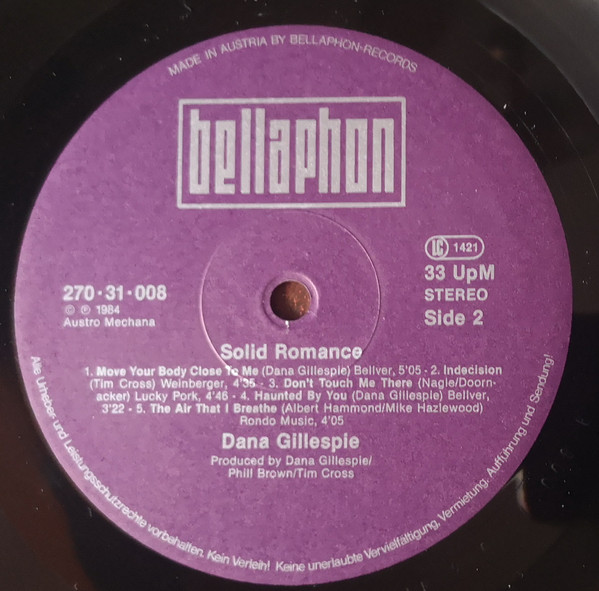 MADE IN AUSTRIA BY BELLAPHON-RECORDS
bellaphon
LC 1421
270·31·008
33 UpM
© ℗ 1984
STEREO
Austro Mechana
Side 2
Solid Romance
1. Move Your Body Close To Me (Dana Gillespie) Bellver, 5'05 - 2. Indecision
(Tim Cross) Weinberger, 4'35 - 3. Don't Touch Me There (Nagle/Doorn-
acker) Lucky Pork, 4'46 - 4. Haunted By You (Dana Gillespie) Bellver,
3'22 - 5. The Air That I Breathe (Albert Hammond/Mike Hazlewood)
Rondo Music, 4'05
Dana Gillespie
Produced by Dana Gillespie/
Phill Brown/Tim Cross
Alle Urheber- und Leistungsschutzrechte vorbehalten. Kein Verleih! Keine unerlaubte Vervielfältigung, Vermietung, Aufführung und Sendung!